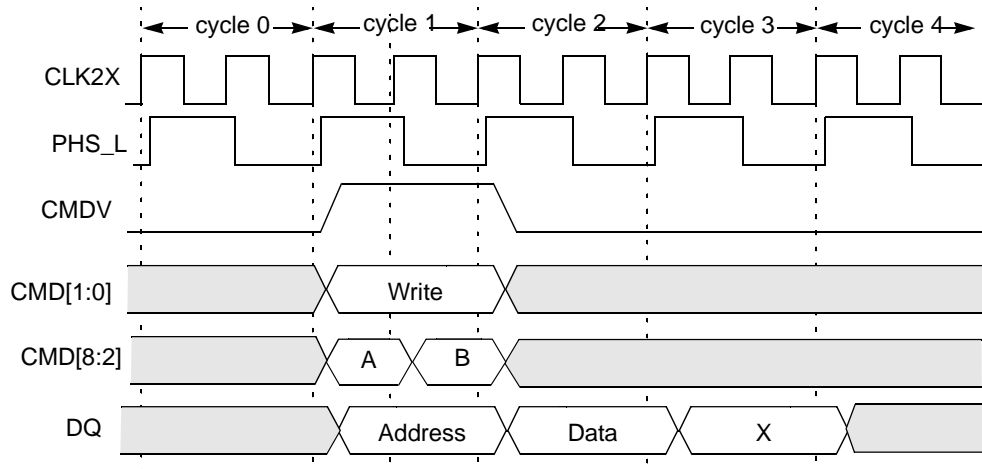 cycle 0 cycle 1 cycle 2 cycle 3 cycle 4
CLK2X
PHS_L
CMDV
CMD[1:0] Write
CMD[8:2] A B
DQ Address Data X